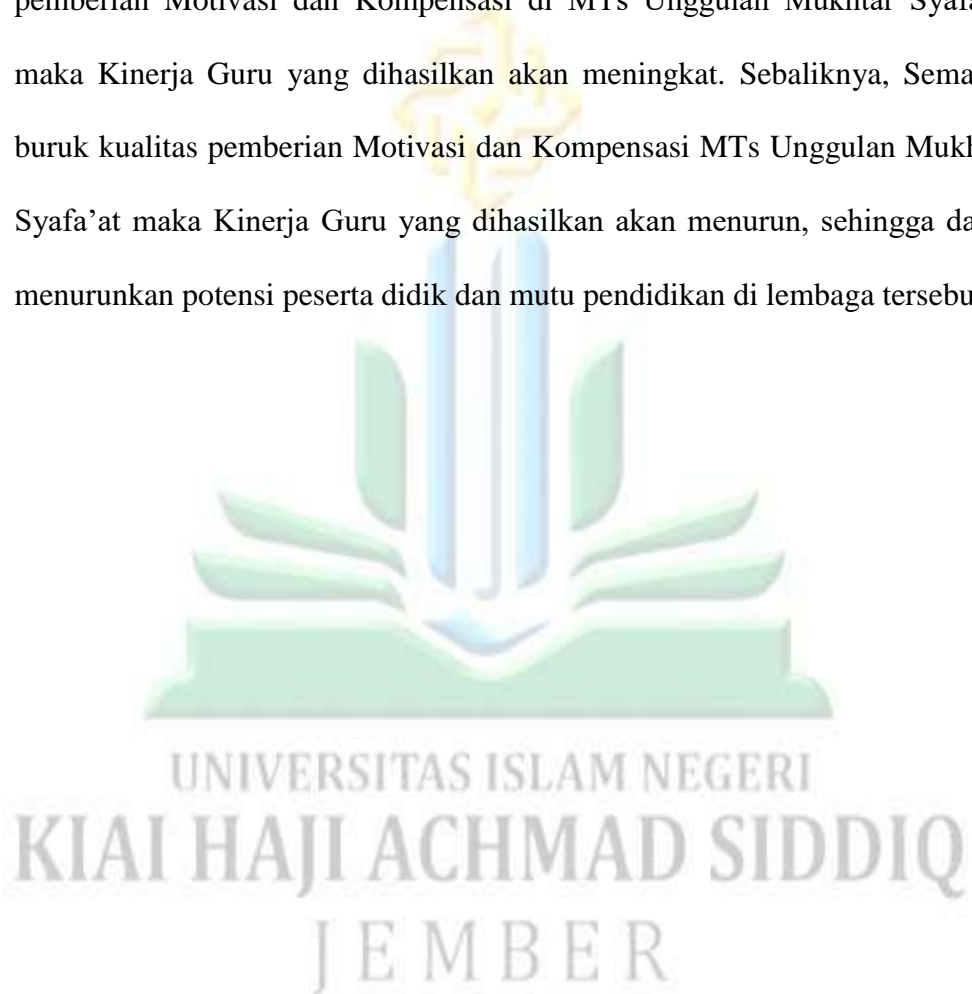 pemberian Motivasi dan Kompensasi di MTs Unggulan Mukhtar Syafa
maka Kinerja Guru yang dihasilkan akan meningkat. Sebaliknya, Sema
buruk kualitas pemberian Motivasi dan Kompensasi MTs Unggulan Mukh
Syafa’at maka Kinerja Guru yang dihasilkan akan menurun, sehingga da
menurunkan potensi peserta didik dan mutu pendidikan di lembaga tersebu
UNIVERSITAS ISLAM NEGERI
KIAI HAJI ACHMAD SIDDIQ
JEMBER